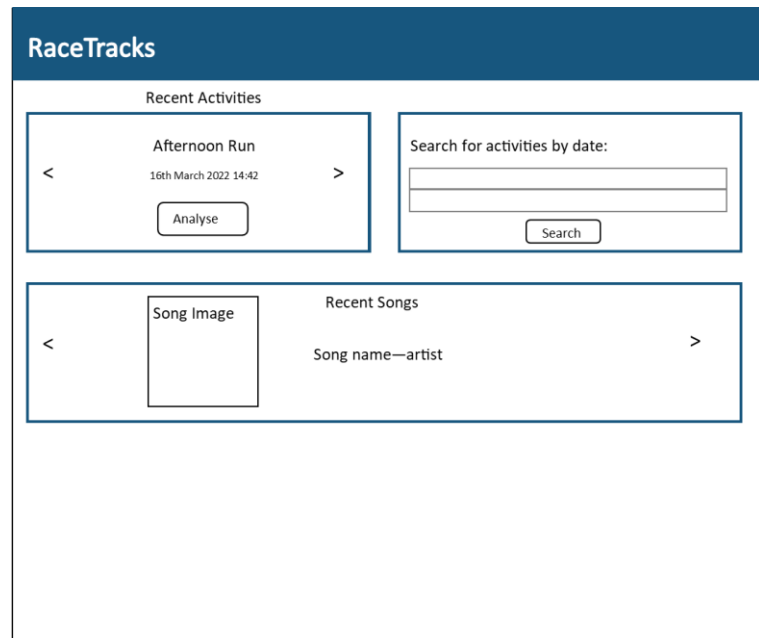 RaceTracks
Recent Activities
Afternoon Run
<
16th March 2022 14:42
>
Analyse
Search for activities by date:
Search
Recent Songs
Song Image
<
Song name—artist
>